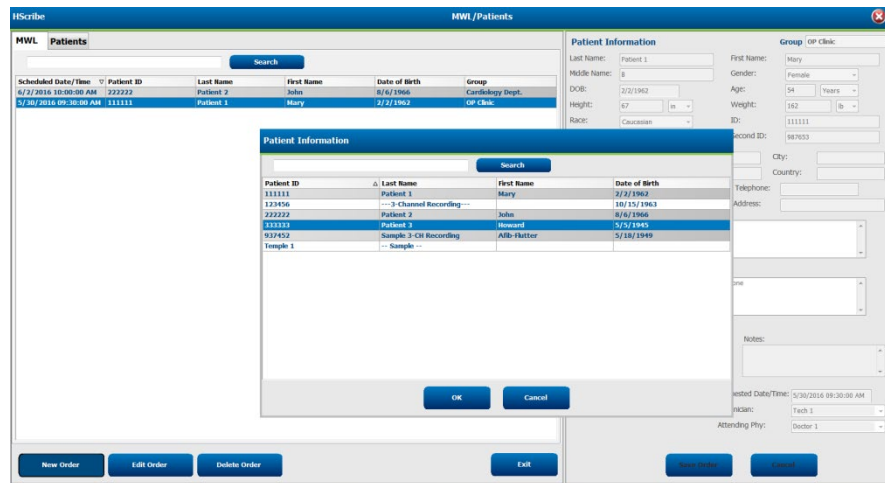 HScribe MWL/Patients
MWL Patients
Search
Scheduled Date/Time Patient ID Last Name First Name Date of Birth Group
6/2/2016 10:00:00 AM 222222 Patient 2 John 8/6/1966 Cardiology Dept.
5/30/2016 09:30:00 AM 111111 Patient 1 Mary 2/2/1962 OP Clinic
New Order Edit Order Delete Order Exit
Patient Information
Search
Patient ID Last Name First Name Date of Birth
111111 Patient 1 Mary 2/2/1962
123456 ---3-Channel Recording--- 10/15/1963
222222 Patient 2 John 8/6/1966
333333 Patient 3 Howard 5/5/1945
937452 Sample 3-CH Recording Afib-Flutter 5/18/1949
Temple 1 -- Sample --
OK Cancel
Patient Information Group OP Clinic
Last Name: Patient 1 First Name: Mary
Middle Name: B Gender: Female
DOB: 2/2/1962 Age: 54 Years
Height: 67 in Weight: 162 lb
Race: Caucasian ID: 111111
Second ID: 987653
City:
Country:
Telephone:
Address:
Notes:
Date/Time: 5/30/2016 09:30:00 AM
Tech 1
Attending Phy: Doctor 1
Save Order Cancel